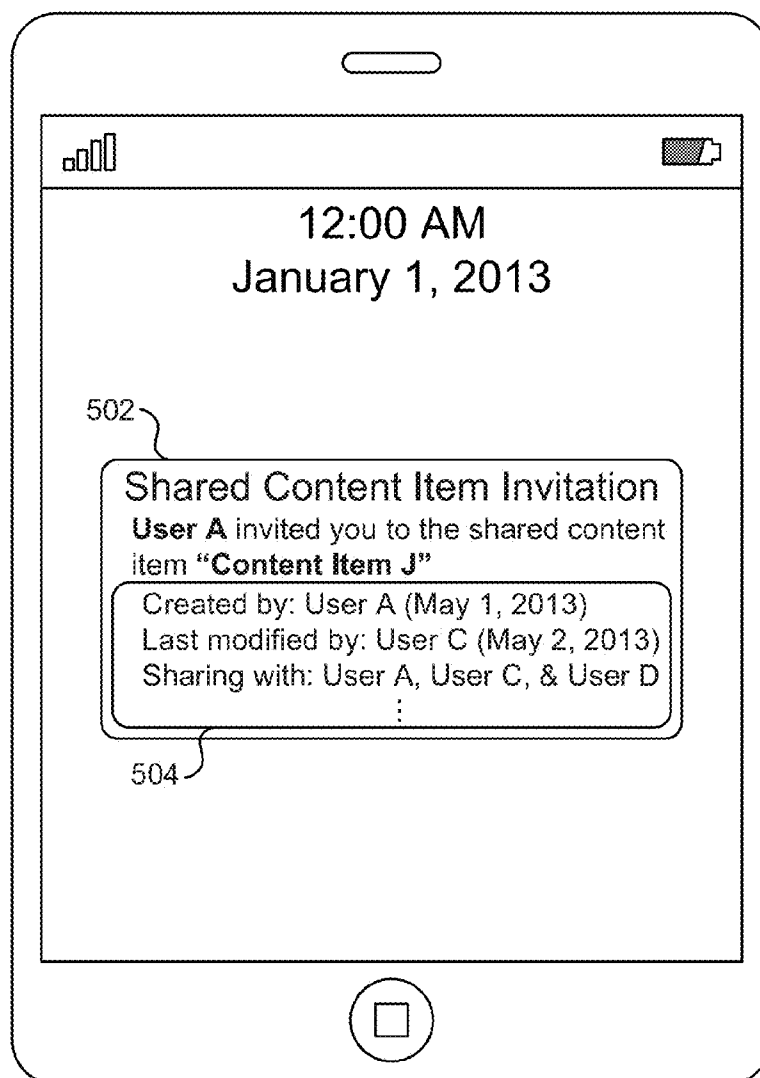 12:00 AM
January 1, 2013
502
Shared Content Item Invitation
User A invited you to the shared content
item “Content Item J”
Created by: User A (May 1, 2013)
Last modified by: User C (May 2, 2013)
Sharing with: User A, User C, & User D
⋮
504